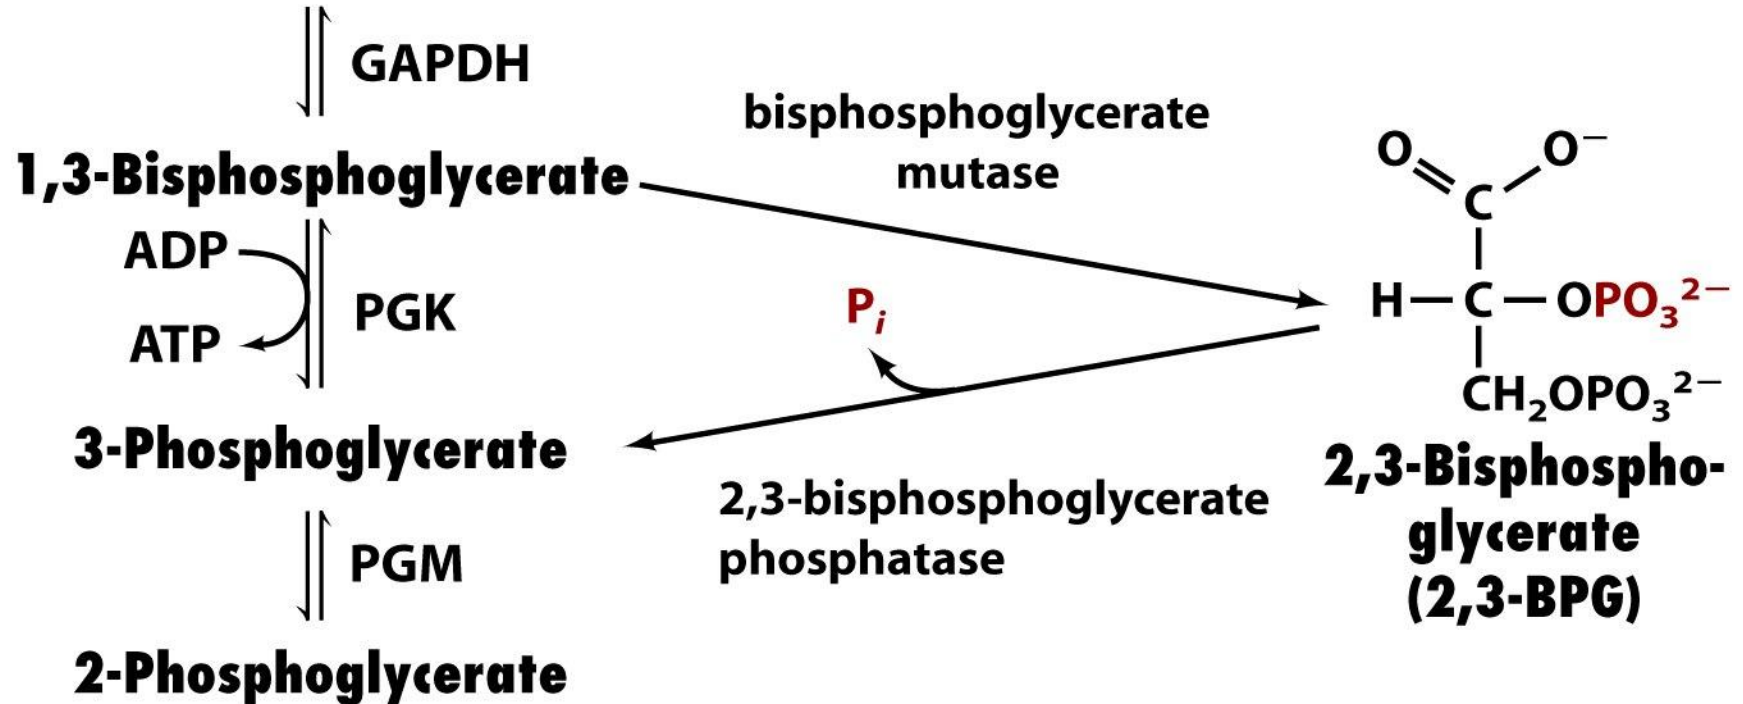 GAPDH
1,3-Bisphosphoglycerate
bisphosphoglycerate
mutase
ADP
ATP
PGK
P𝑖
3-Phosphoglycerate
2,3-bisphosphoglycerate
phosphatase
PGM
2-Phosphoglycerate
O O⁻
C
H—C—OPO₃²⁻
CH₂OPO₃²⁻
2,3-Bisphospho-
glycerate
(2,3-BPG)